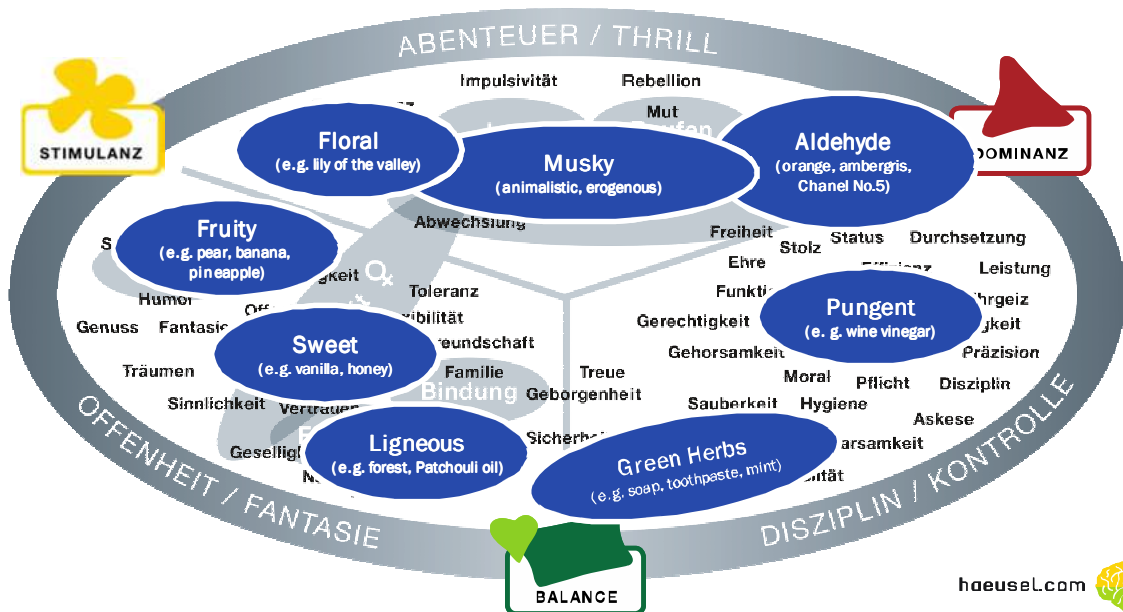 ABENTEUER / THRILL
Impulsivität
Rebellion
Mut
STIMULANZ
DOMINANZ
Floral
(e.g. lily of the valley)
Musky
(animalistic, erogenous)
Aldehyde
(orange, ambergris,
Chanel No.5)
Abwechslung
Freiheit
Stolz
Status
Durchsetzung
Fruity
(e.g. pear, banana,
pineapple)
Ehre
Effizienz
Leistung
Humor
Toleranz
Genuss
Fantasie
Gerechtigkeit
Pungent
(e. g. wine vinegar)
Sweet
(e.g. vanilla, honey)
Gehorsamkeit
Präzision
Träumen
Familie
Treue
Moral
Pflicht
Disziplin
Bindung
Geborgenheit
Sinnlichkeit
Vertrauen
Sauberkeit
Hygiene
Askese
Ligneous
(e.g. forest, Patchouli oil)
Green Herbs
(e.g. soap, toothpaste, mint)
OFFENHEIT / FANTASIE
DISZIPLIN / KONTROLLE
BALANCE
haeusel.com